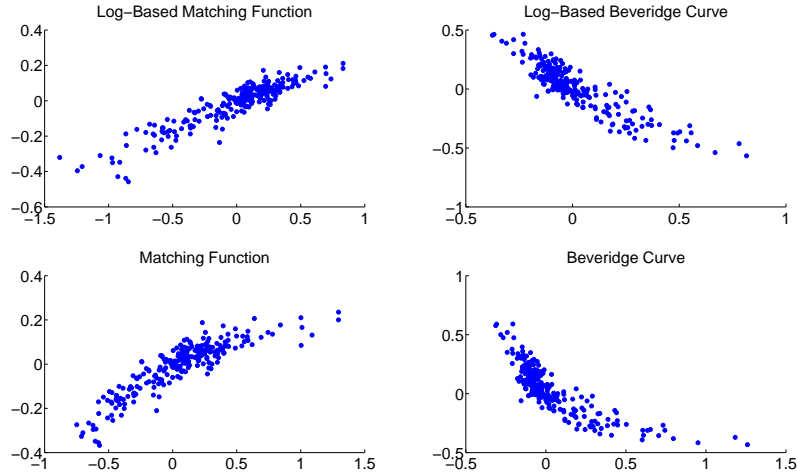 Log−Based Matching Function
0.4
0.2
0
−0.2
−0.4
−0.6
−1.5 −1 −0.5 0 0.5 1
Log−Based Beveridge Curve
0.5
0
−0.5
−1
−0.5 0 0.5 1
Matching Function
0.4
0.2
0
−0.2
−0.4
−1 −0.5 0 0.5 1 1.5
Beveridge Curve
1
0.5
0
−0.5
−0.5 0 0.5 1 1.5